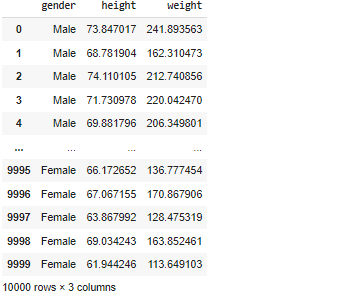 gender height weight
0 Male 73.847017 241.893563
1 Male 68.781904 162.310473
2 Male 74.110105 212.740856
3 Male 71.730978 220.042470
4 Male 69.881796 206.349801
... ... ... ...
9995 Female 66.172652 136.777454
9996 Female 67.067155 170.867906
9997 Female 63.867992 128.475319
9998 Female 69.034243 163.852461
9999 Female 61.944246 113.649103
10000 rows × 3 columns